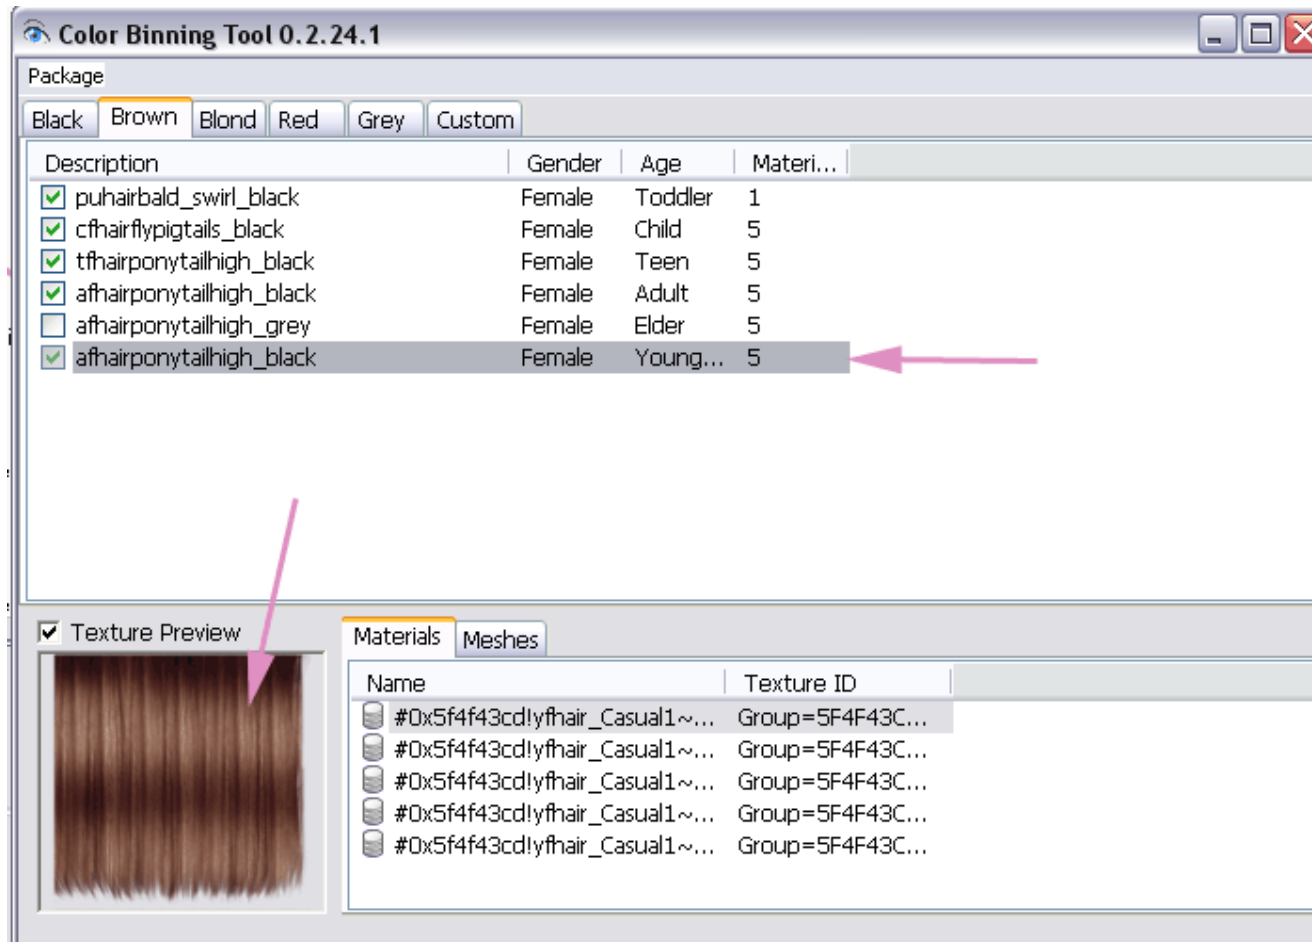 Color Binning Tool 0.2.24.1
Package
Black Brown Blond Red Grey Custom
Description Gender Age Materi...
puhairbald_swirl_black Female Toddler 1
cfhairflypigtails_black Female Child 5
tfhairponytailhigh_black Female Teen 5
afhairponytailhigh_black Female Adult 5
afhairponytailhigh_grey Female Elder 5
afhairponytailhigh_black Female Young... 5
Texture Preview Materials Meshes
Name Texture ID
#0x5f4f43cd!yfhair_Casual1~... Group=5F4F43C...
#0x5f4f43cd!yfhair_Casual1~... Group=5F4F43C...
#0x5f4f43cd!yfhair_Casual1~... Group=5F4F43C...
#0x5f4f43cd!yfhair_Casual1~... Group=5F4F43C...
#0x5f4f43cd!yfhair_Casual1~... Group=5F4F43C...